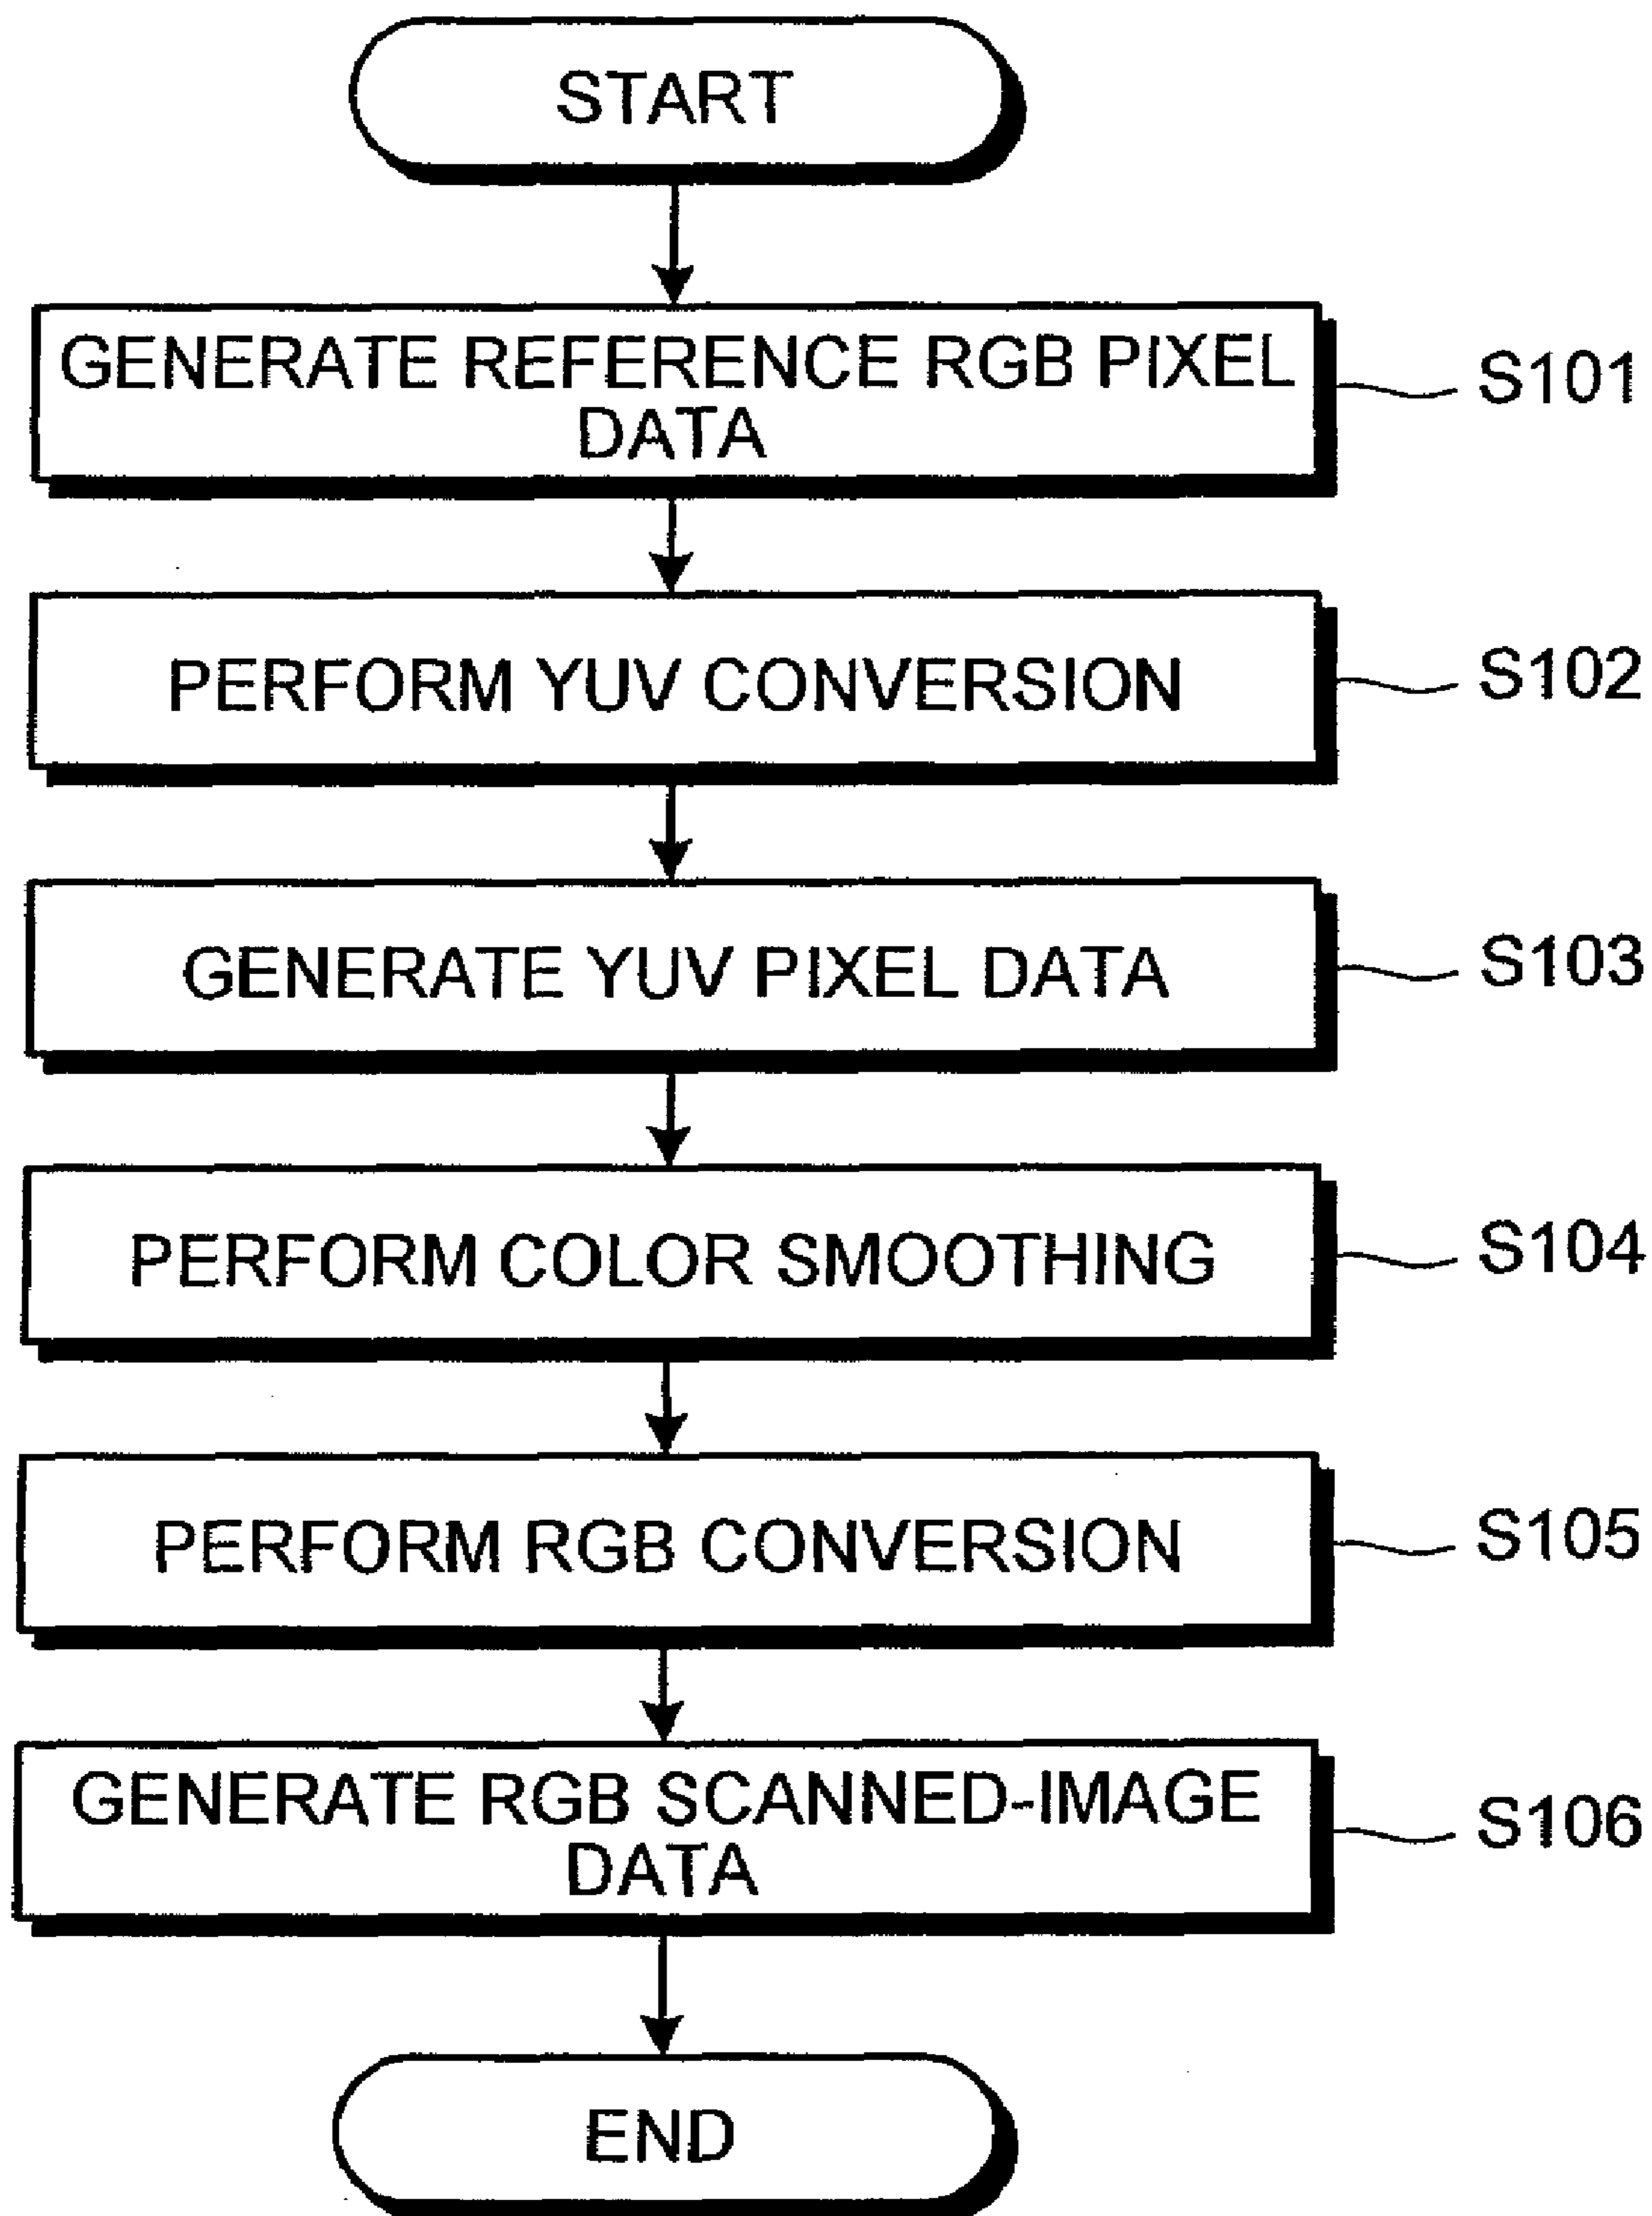 START
GENERATE REFERENCE RGB PIXEL
DATA
S101
PERFORM YUV CONVERSION
S102
GENERATE YUV PIXEL DATA
S103
PERFORM COLOR SMOOTHING
S104
PERFORM RGB CONVERSION
S105
GENERATE RGB SCANNED-IMAGE
DATA
S106
END